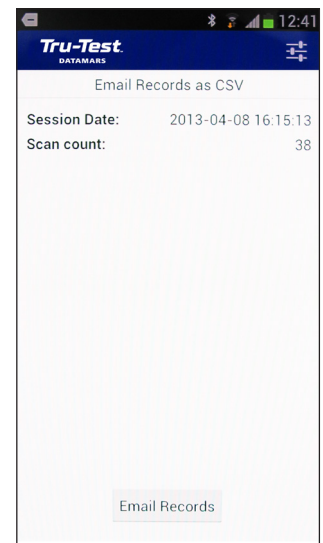 12:41
Tru-Test
DATAMARS
Email Records as CSV
Session Date: 2013-04-08 16:15:13
Scan count: 38
Email Records